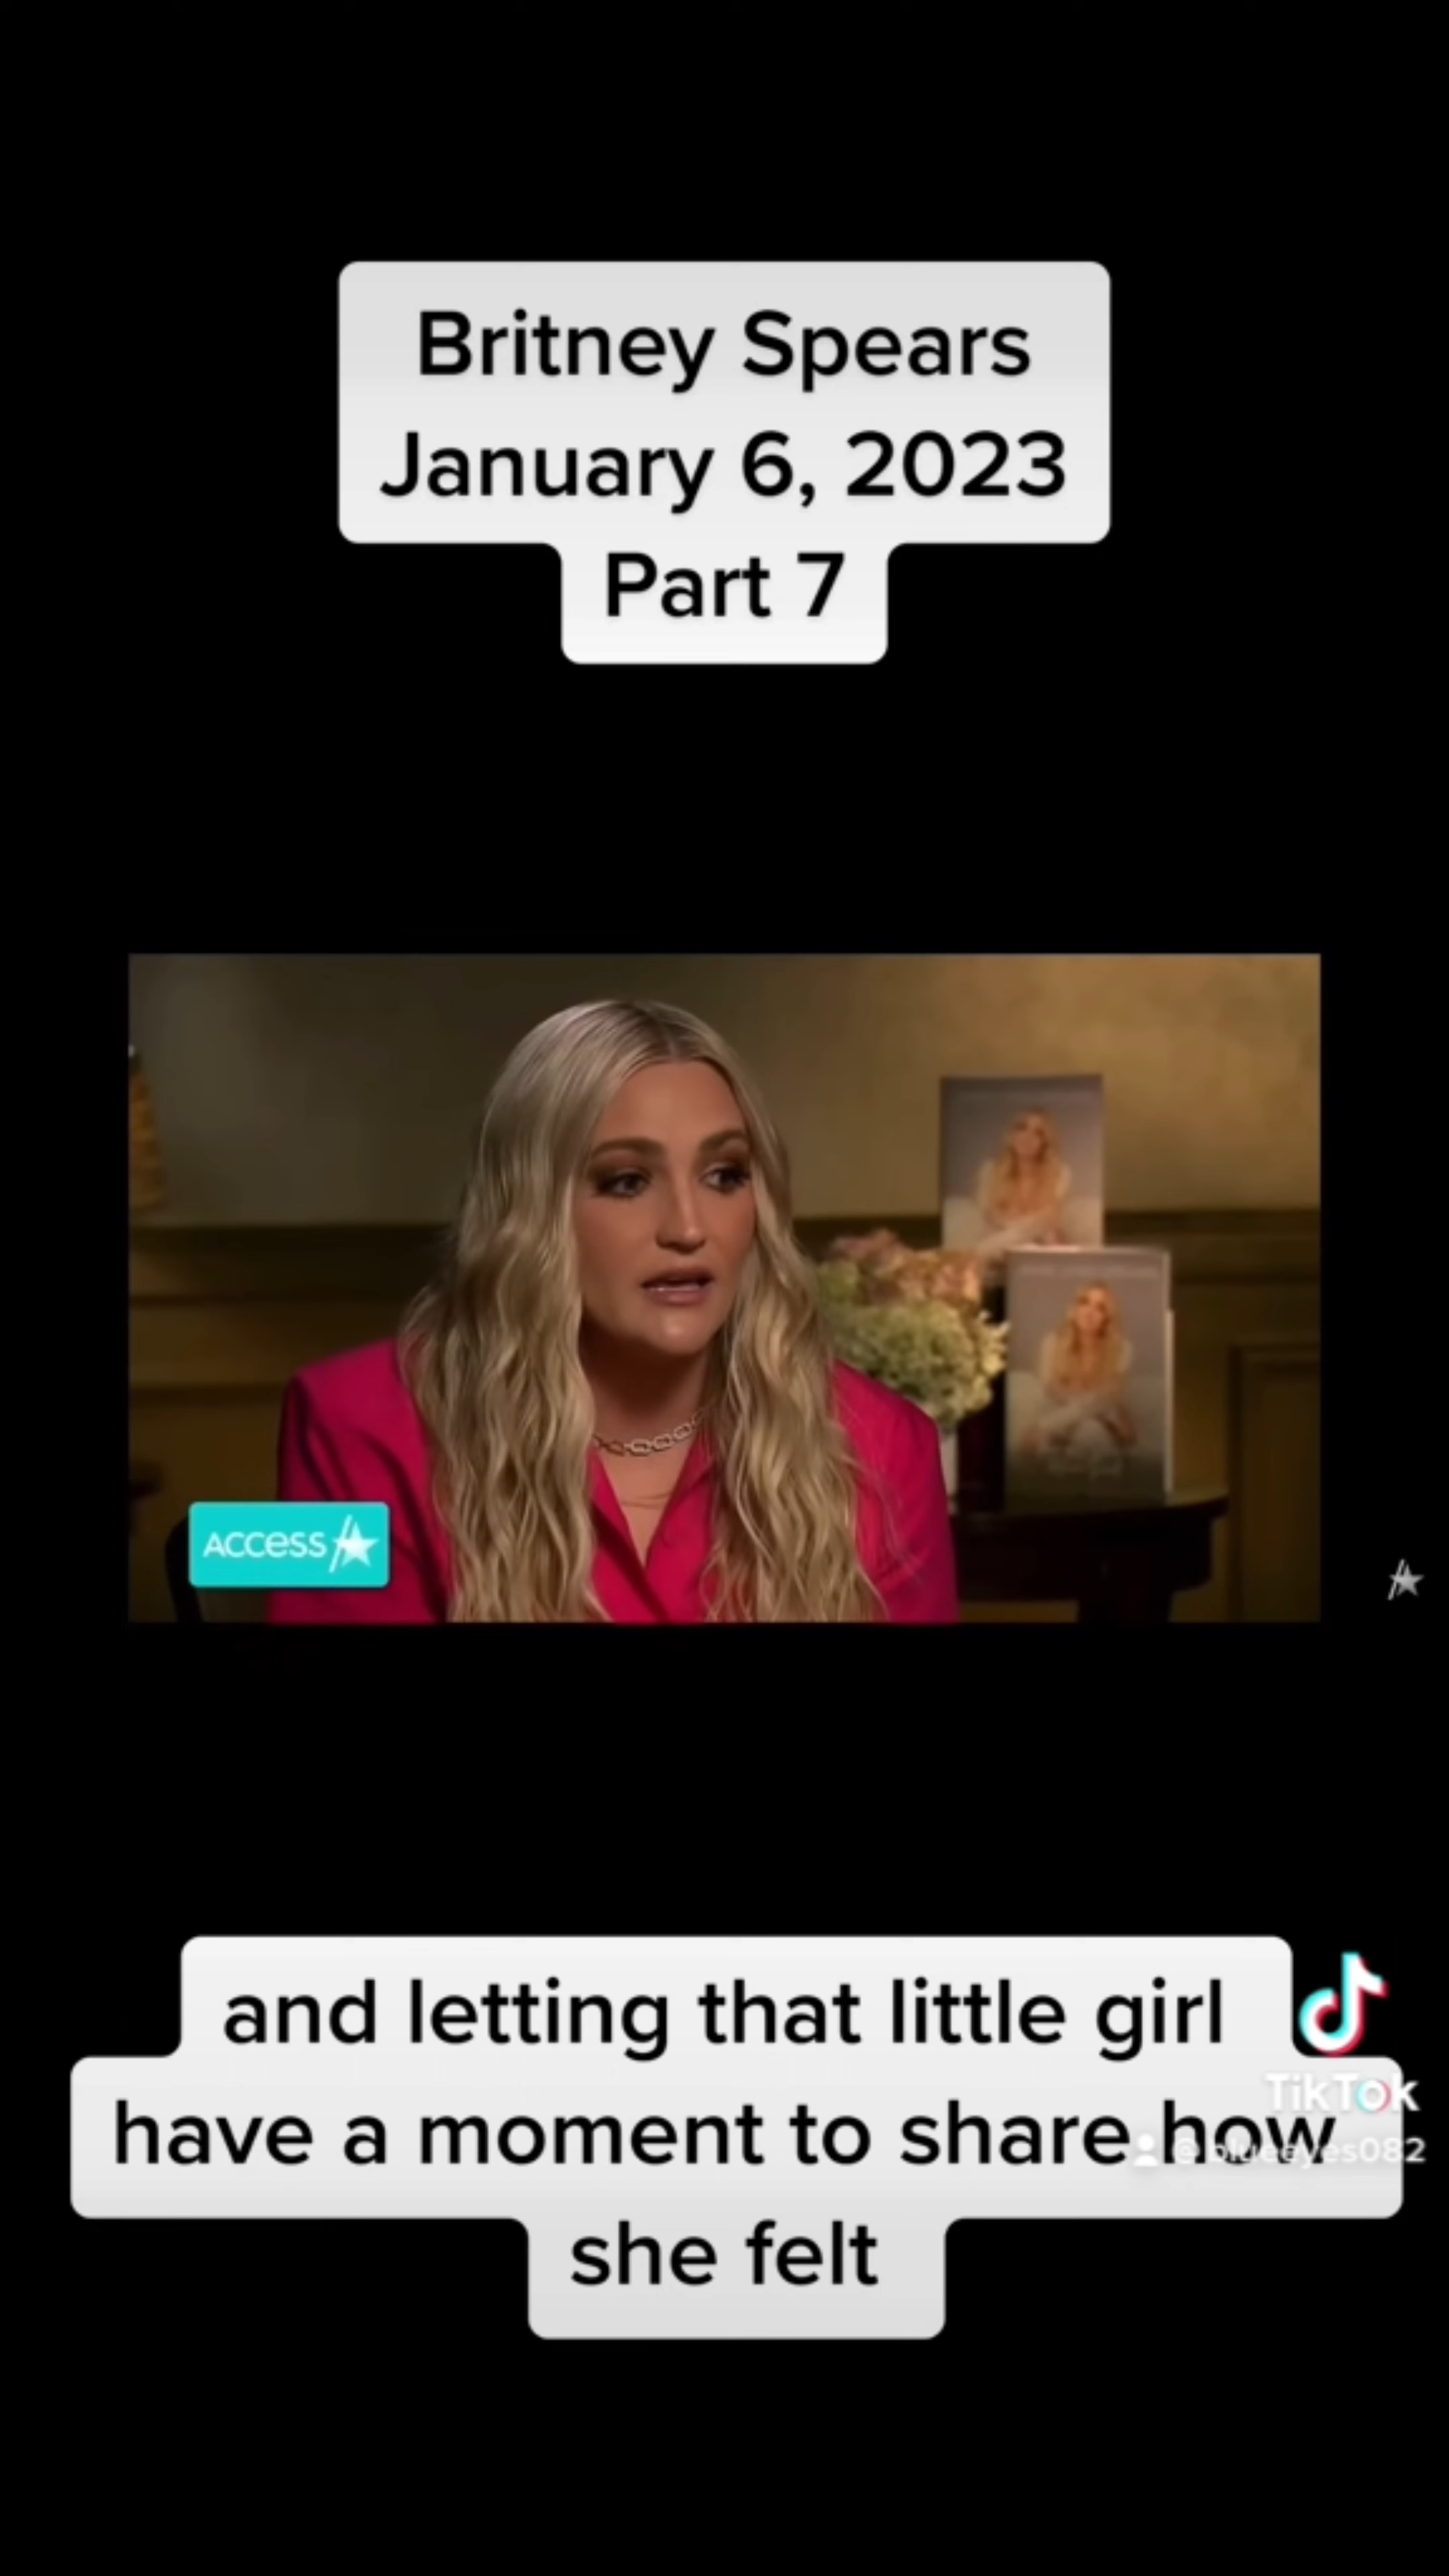 Britney Spears
January 6, 2023
Part 7
ACCESS
and letting that little girl
have a moment to share how
she felt
TikTok
@blueeyes082